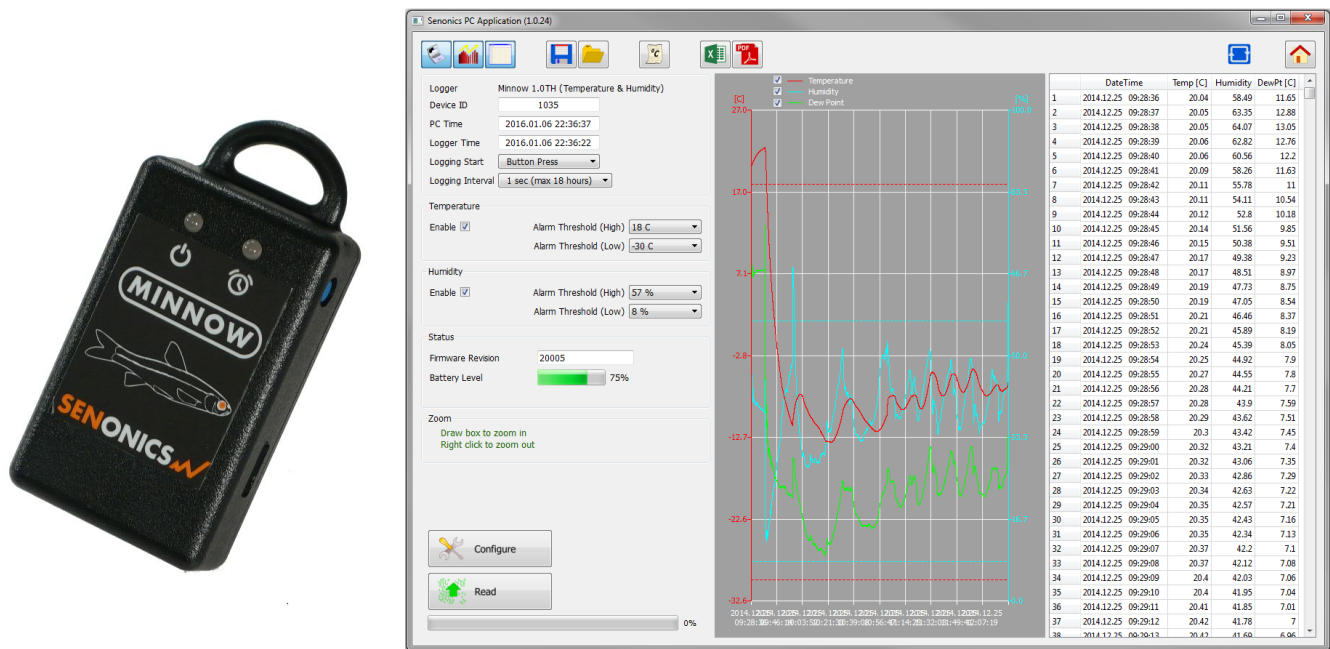 MINNOW
SENONICS
Senonics PC Application (1.0.24)
°C
PDF
Logger Minnow 1.0TH (Temperature & Humidity)
Device ID 1035
PC Time 2016.01.06 22:36:37
Logger Time 2016.01.06 22:36:22
Logging Start Button Press
Logging Interval 1 sec (max 18 hours)
Temperature
Enable Alarm Threshold (High) 18 C
Alarm Threshold (Low) -30 C
Humidity
Enable Alarm Threshold (High) 57 %
Alarm Threshold (Low) 8 %
Status
Firmware Revision 20005
Battery Level 75%
Zoom
Draw box to zoom in
Right click to zoom out
Configure
Read
0%
Temperature
Humidity
Dew Point
[C] [%]
27.0 100.0
17.0 83.3
7.1 66.7
-2.8 50.0
-12.7 33.3
-22.6 16.7
-32.6 0.0
DateTime Temp [C] Humidity DewPt [C]
1 2014.12.25 09:28:36 20.04 58.49 11.65
2 2014.12.25 09:28:37 20.05 63.35 12.88
3 2014.12.25 09:28:38 20.05 64.07 13.05
4 2014.12.25 09:28:39 20.06 62.82 12.76
5 2014.12.25 09:28:40 20.06 60.56 12.2
6 2014.12.25 09:28:41 20.09 58.26 11.63
7 2014.12.25 09:28:42 20.11 55.78 11
8 2014.12.25 09:28:43 20.11 54.11 10.54
9 2014.12.25 09:28:44 20.12 52.8 10.18
10 2014.12.25 09:28:45 20.14 51.56 9.85
11 2014.12.25 09:28:46 20.15 50.38 9.51
12 2014.12.25 09:28:47 20.17 49.38 9.23
13 2014.12.25 09:28:48 20.17 48.51 8.97
14 2014.12.25 09:28:49 20.19 47.73 8.75
15 2014.12.25 09:28:50 20.19 47.05 8.54
16 2014.12.25 09:28:51 20.21 46.46 8.37
17 2014.12.25 09:28:52 20.21 45.89 8.19
18 2014.12.25 09:28:53 20.24 45.39 8.05
19 2014.12.25 09:28:54 20.25 44.92 7.9
20 2014.12.25 09:28:55 20.27 44.55 7.8
21 2014.12.25 09:28:56 20.28 44.21 7.7
22 2014.12.25 09:28:57 20.28 43.9 7.59
23 2014.12.25 09:28:58 20.29 43.62 7.51
24 2014.12.25 09:28:59 20.3 43.42 7.45
25 2014.12.25 09:29:00 20.32 43.21 7.4
26 2014.12.25 09:29:01 20.32 43.06 7.35
27 2014.12.25 09:29:02 20.33 42.86 7.29
28 2014.12.25 09:29:03 20.34 42.63 7.22
29 2014.12.25 09:29:04 20.35 42.57 7.21
30 2014.12.25 09:29:05 20.35 42.43 7.16
31 2014.12.25 09:29:06 20.35 42.34 7.13
32 2014.12.25 09:29:07 20.37 42.2 7.1
33 2014.12.25 09:29:08 20.37 42.12 7.08
34 2014.12.25 09:29:09 20.4 42.03 7.06
35 2014.12.25 09:29:10 20.4 41.95 7.04
36 2014.12.25 09:29:11 20.41 41.85 7.01
37 2014.12.25 09:29:12 20.42 41.78 7
38 2014.12.25 09:29:13 20.42 41.69 6.96